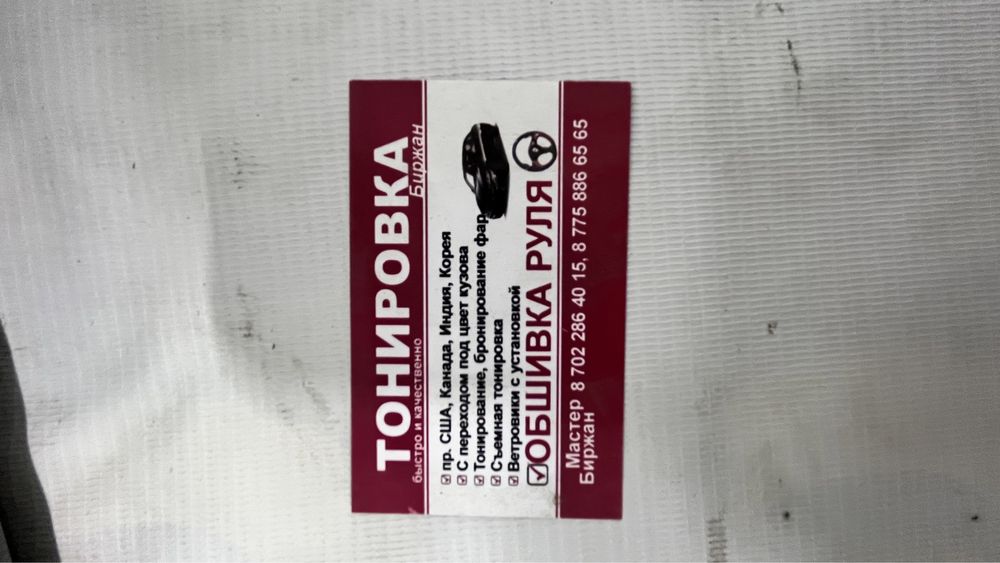 ТОНИРОВКА
быстро и качественно
Биржан
пр. США, Канада, Индия, Корея
С переходом под цвет кузова
Тонирование, бронирование фар
Съемная тонировка
Ветровики с установкой
ОБШИВКА РУЛЯ
Мастер 8 702 286 40 15, 8 775 886 65 65
Биржан